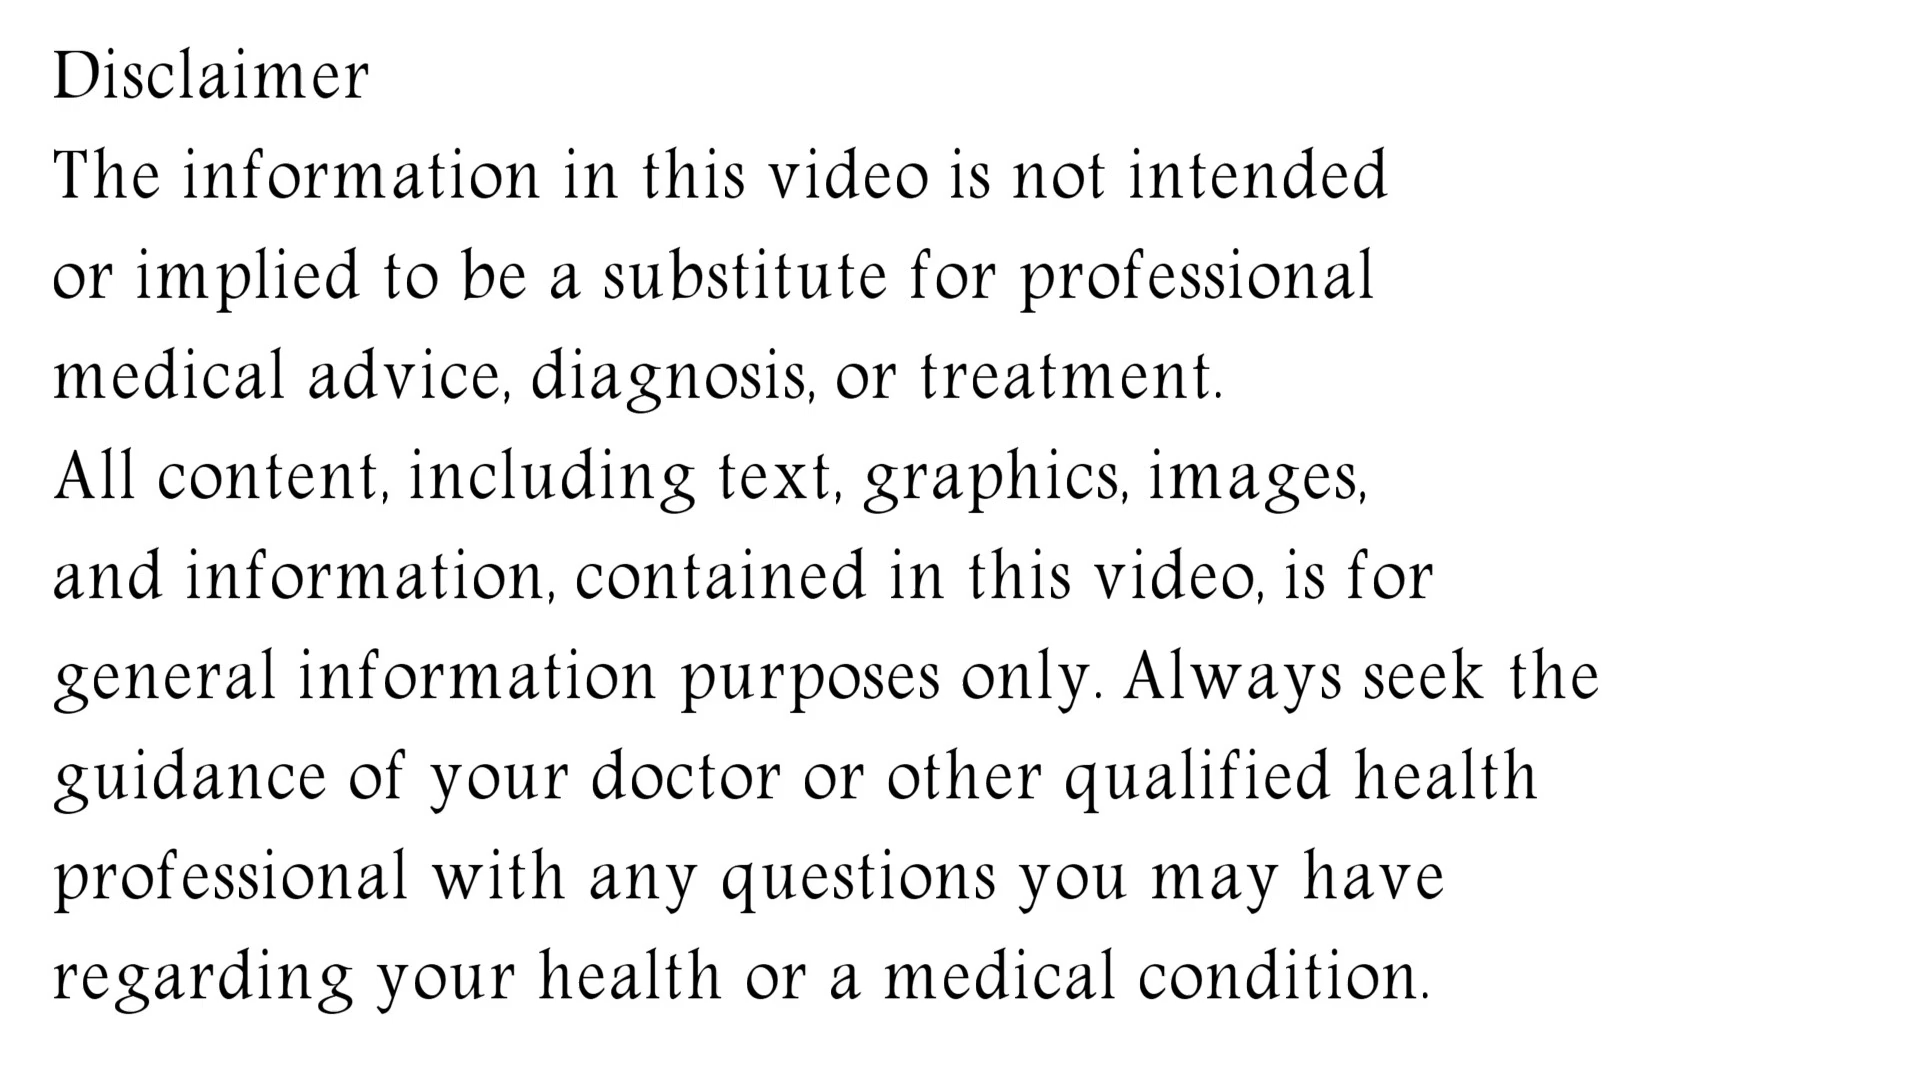 Disclaimer
The information in this video is not intended
or implied to be a substitute for professional
medical advice, diagnosis, or treatment.
All content, including text, graphics, images,
and information, contained in this video, is for
general information purposes only. Always seek the
guidance of your doctor or other qualified health
professional with any questions you may have
regarding your health or a medical condition.